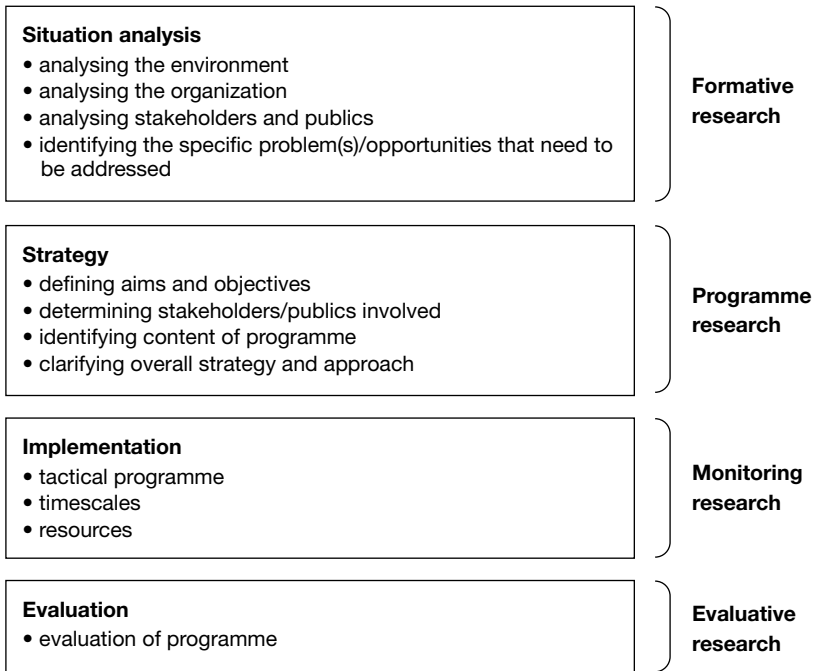 Situation analysis
• analysing the environment
• analysing the organization
• analysing stakeholders and publics
• identifying the specific problem(s)/opportunities that need to
be addressed
Formative
research
Strategy
• defining aims and objectives
• determining stakeholders/publics involved
• identifying content of programme
• clarifying overall strategy and approach
Programme
research
Implementation
• tactical programme
• timescales
• resources
Monitoring
research
Evaluation
• evaluation of programme
Evaluative
research